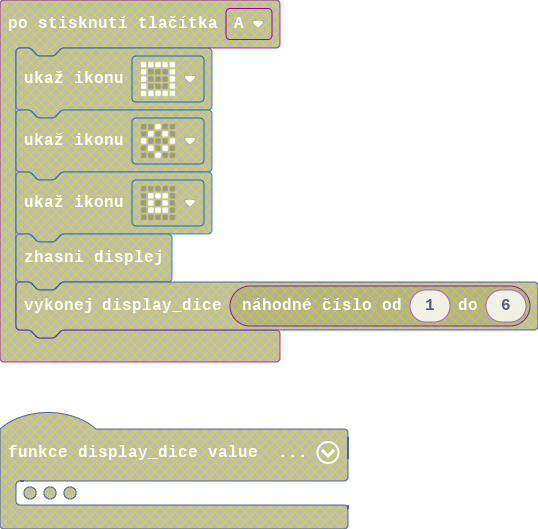 po stisknutí tlačítka A
ukaž ikonu
ukaž ikonu
ukaž ikonu
zhasni displej
vykonej display_dice náhodné číslo od 1 do 6
funkce display_dice value ...